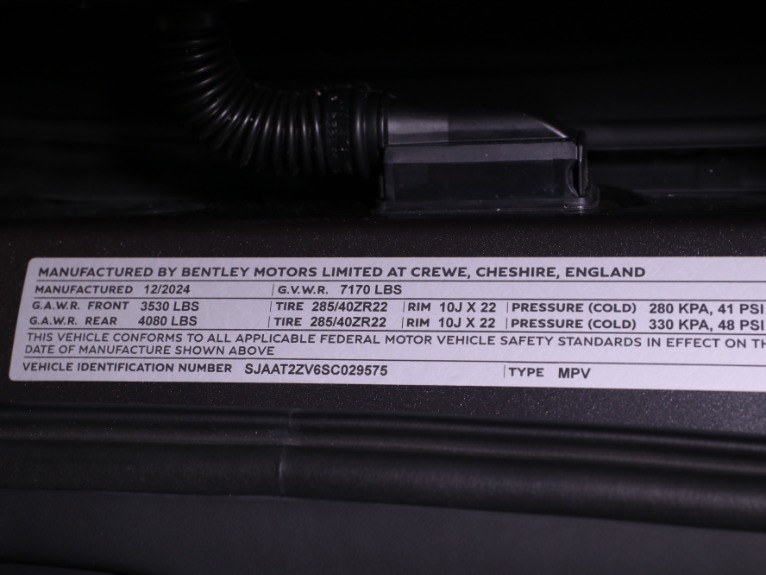 MANUFACTURED BY BENTLEY MOTORS LIMITED AT CREWE, CHESHIRE, ENGLAND
MANUFACTURED 12/2024 G.V.W.R. 7170 LBS
G.A.W.R. FRONT 3530 LBS TIRE 285/40ZR22 RIM 10J X 22 PRESSURE (COLD) 280 KPA, 41 PSI
G.A.W.R. REAR 4080 LBS TIRE 285/40ZR22 RIM 10J X 22 PRESSURE (COLD) 330 KPA, 48 PSI
THIS VEHICLE CONFORMS TO ALL APPLICABLE FEDERAL MOTOR VEHICLE SAFETY STANDARDS IN EFFECT ON TH
DATE OF MANUFACTURE SHOWN ABOVE
VEHICLE IDENTIFICATION NUMBER SJAAT2ZV6SC029575 TYPE MPV